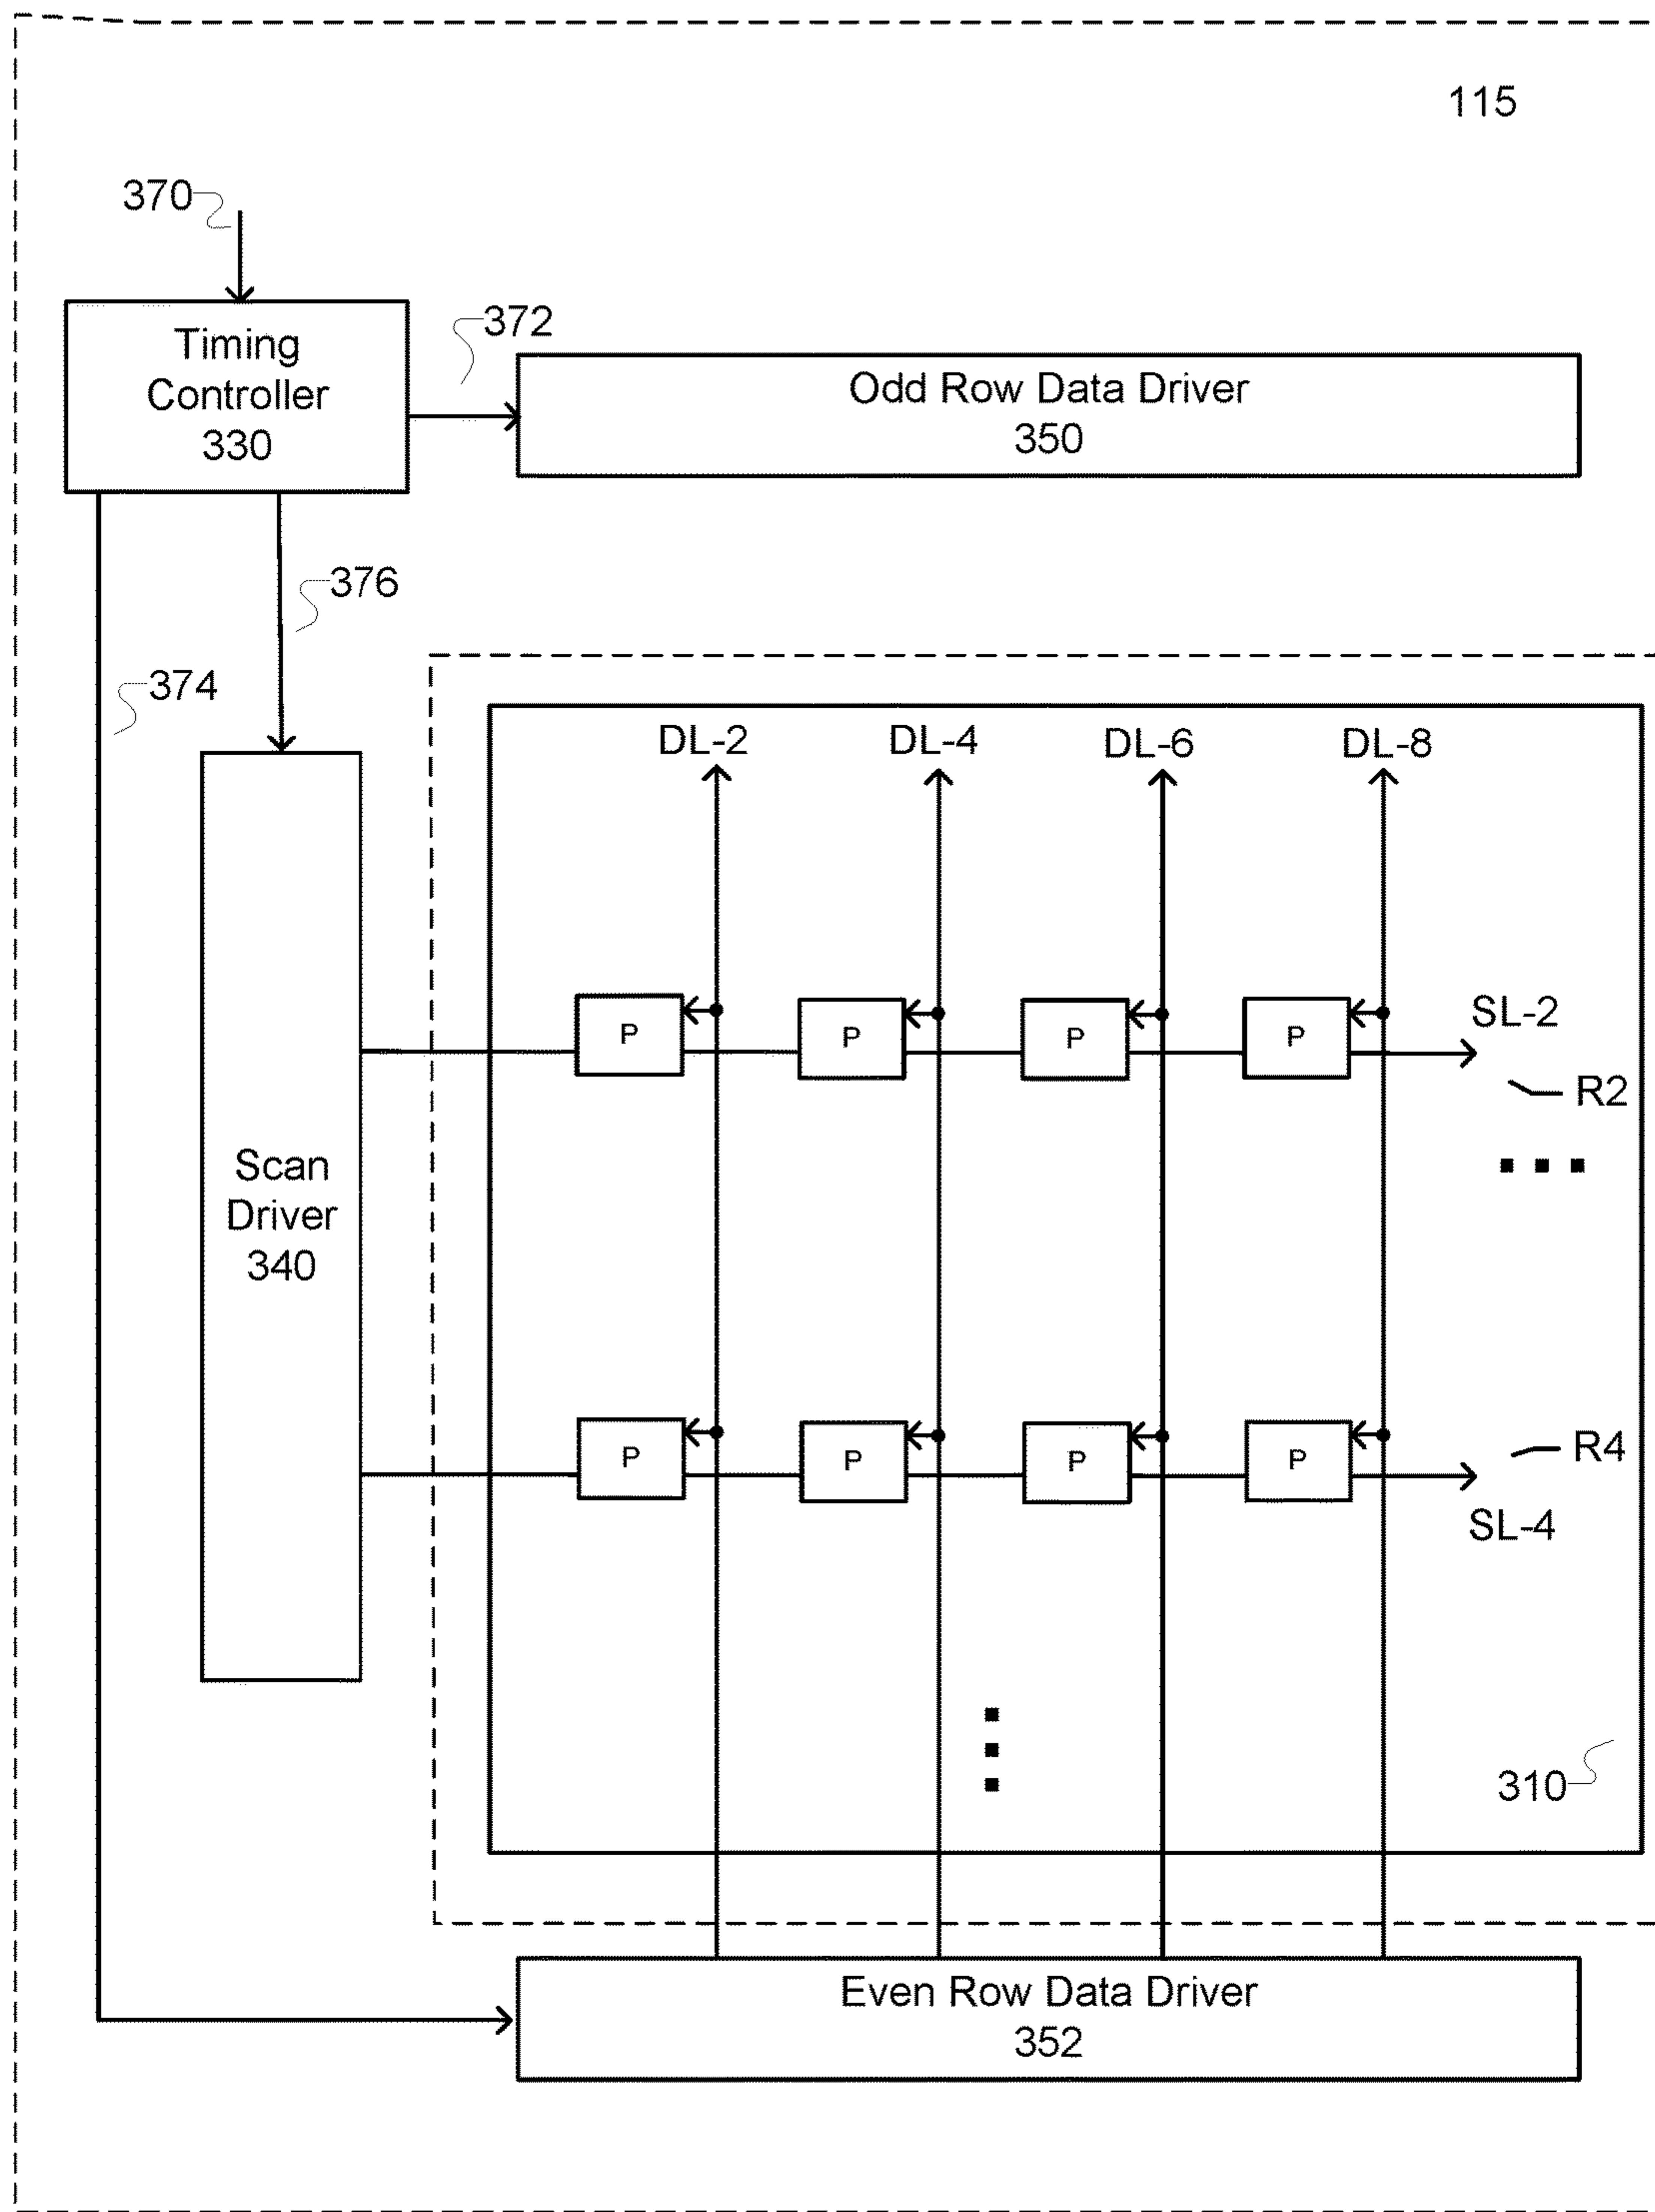 115
370
Timing
Controller
330
372
Odd Row Data Driver
350
376
374
DL-2
DL-4
DL-6
DL-8
Scan
Driver
340
P
P
P
P
SL-2
R2
P
P
P
P
R4
SL-4
310
Even Row Data Driver
352